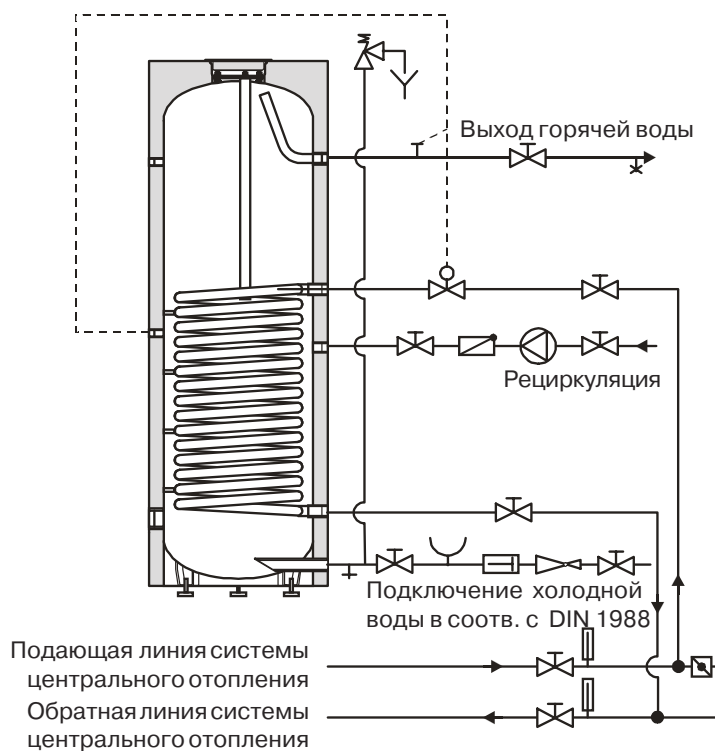 Выход горячей воды
Рециркуляция
Подключение холодной
воды в соотв. с DIN 1988
Подающая линия системы
центрального отопления
Обратная линия системы
центрального отопления